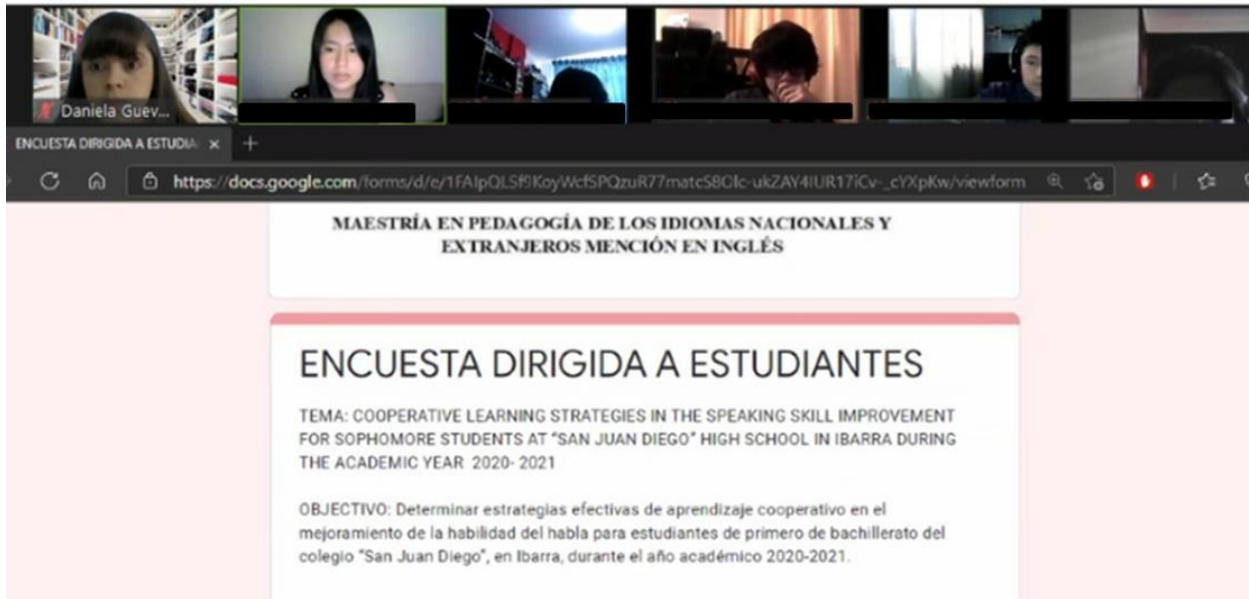 Daniela Guev...
ENCUESTA DIRIGIDA A ESTUDIA
https://docs.google.com/forms/d/e/1FAIpQLSf9KoyWcfSPQzuR77matcS8Olc-ukZAY4IUR17iCv-_cYXpKw/viewform
MAESTRÍA EN PEDAGOGÍA DE LOS IDIOMAS NACIONALES Y
EXTRANJEROS MENCIÓN EN INGLÉS
ENCUESTA DIRIGIDA A ESTUDIANTES
TEMA: COOPERATIVE LEARNING STRATEGIES IN THE SPEAKING SKILL IMPROVEMENT
FOR SOPHOMORE STUDENTS AT “SAN JUAN DIEGO” HIGH SCHOOL IN IBARRA DURING
THE ACADEMIC YEAR 2020- 2021
OBJECTIVO: Determinar estrategias efectivas de aprendizaje cooperativo en el
mejoramiento de la habilidad del habla para estudiantes de primero de bachillerato del
colegio “San Juan Diego”, en Ibarra, durante el año académico 2020-2021.